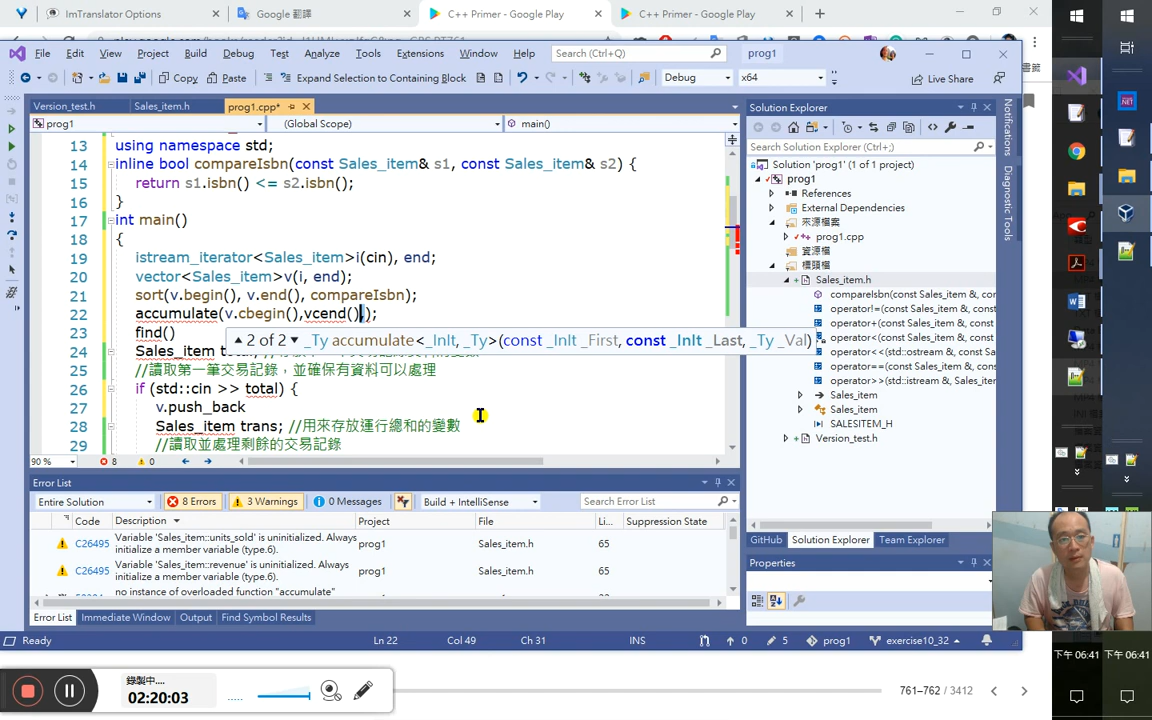 ImTranslator Options
Google 翻譯
C++ Primer - Google Play
C++ Primer - Google Play
File Edit View Project Build Debug Test Analyze Tools Extensions Window Help Search (Ctrl+Q) prog1
Copy Paste Expand Selection to Containing Block Debug x64 Live Share
Version_test.h Sales_item.h prog1.cpp*
prog1 (Global Scope) main()
13 using namespace std;
14 inline bool compareIsbn(const Sales_item& s1, const Sales_item& s2) {
15 return s1.isbn() <= s2.isbn();
16 }
17 int main()
18 {
19 istream_iterator<Sales_item>i(cin), end;
20 vector<Sales_item>v(i, end);
21 sort(v.begin(), v.end(), compareIsbn);
22 accumulate(v.cbegin(),vcend(),);
23 find()
2 of 2 _Ty accumulate<_InIt, _Ty>(const _InIt _First, const _InIt _Last, _Ty _Val)
24 Sales_item
25 //讀取第一筆交易記錄，並確保有資料可以處理
26 if (std::cin >> total) {
27 v.push_back
28 Sales_item trans; //用來存放運行總和的變數
29 //讀取並處理剩餘的交易記錄
90 % 8 0
Solution Explorer
Search Solution Explorer (Ctrl+;)
Solution 'prog1' (1 of 1 project)
prog1
References
External Dependencies
來源檔案
prog1.cpp
資源檔
標頭檔
Sales_item.h
compareIsbn(const Sales_item &, co
operator!=(const Sales_item &, cons
operator+(const Sales_item &, cons
operator<<(std::ostream &, const S
operator==(const Sales_item &, con
operator>>(std::istream &, Sales_it
Sales_item
Sales_item
SALESITEM_H
Version_test.h
GitHub Solution Explorer Team Explorer
Properties
Notifications
Diagnostic Tools
Error List
Entire Solution 8 Errors 3 Warnings 0 Messages Build + IntelliSense Search Error List
Code Description Project File Li... Suppression State
C26495 Variable 'Sales_item::units_sold' is uninitialized. Always initialize a member variable (type.6). prog1 Sales_item.h 65
C26495 Variable 'Sales_item::revenue' is uninitialized. Always initialize a member variable (type.6). prog1 Sales_item.h 65
no instance of overloaded function "accumulate"
Error List Immediate Window Output Find Symbol Results
Ready Ln 22 Col 49 Ch 31 INS 0 5 prog1 exercise10_32
錄製中....
02:20:03
761–762 / 3412
下午 06:41
下午 06:41